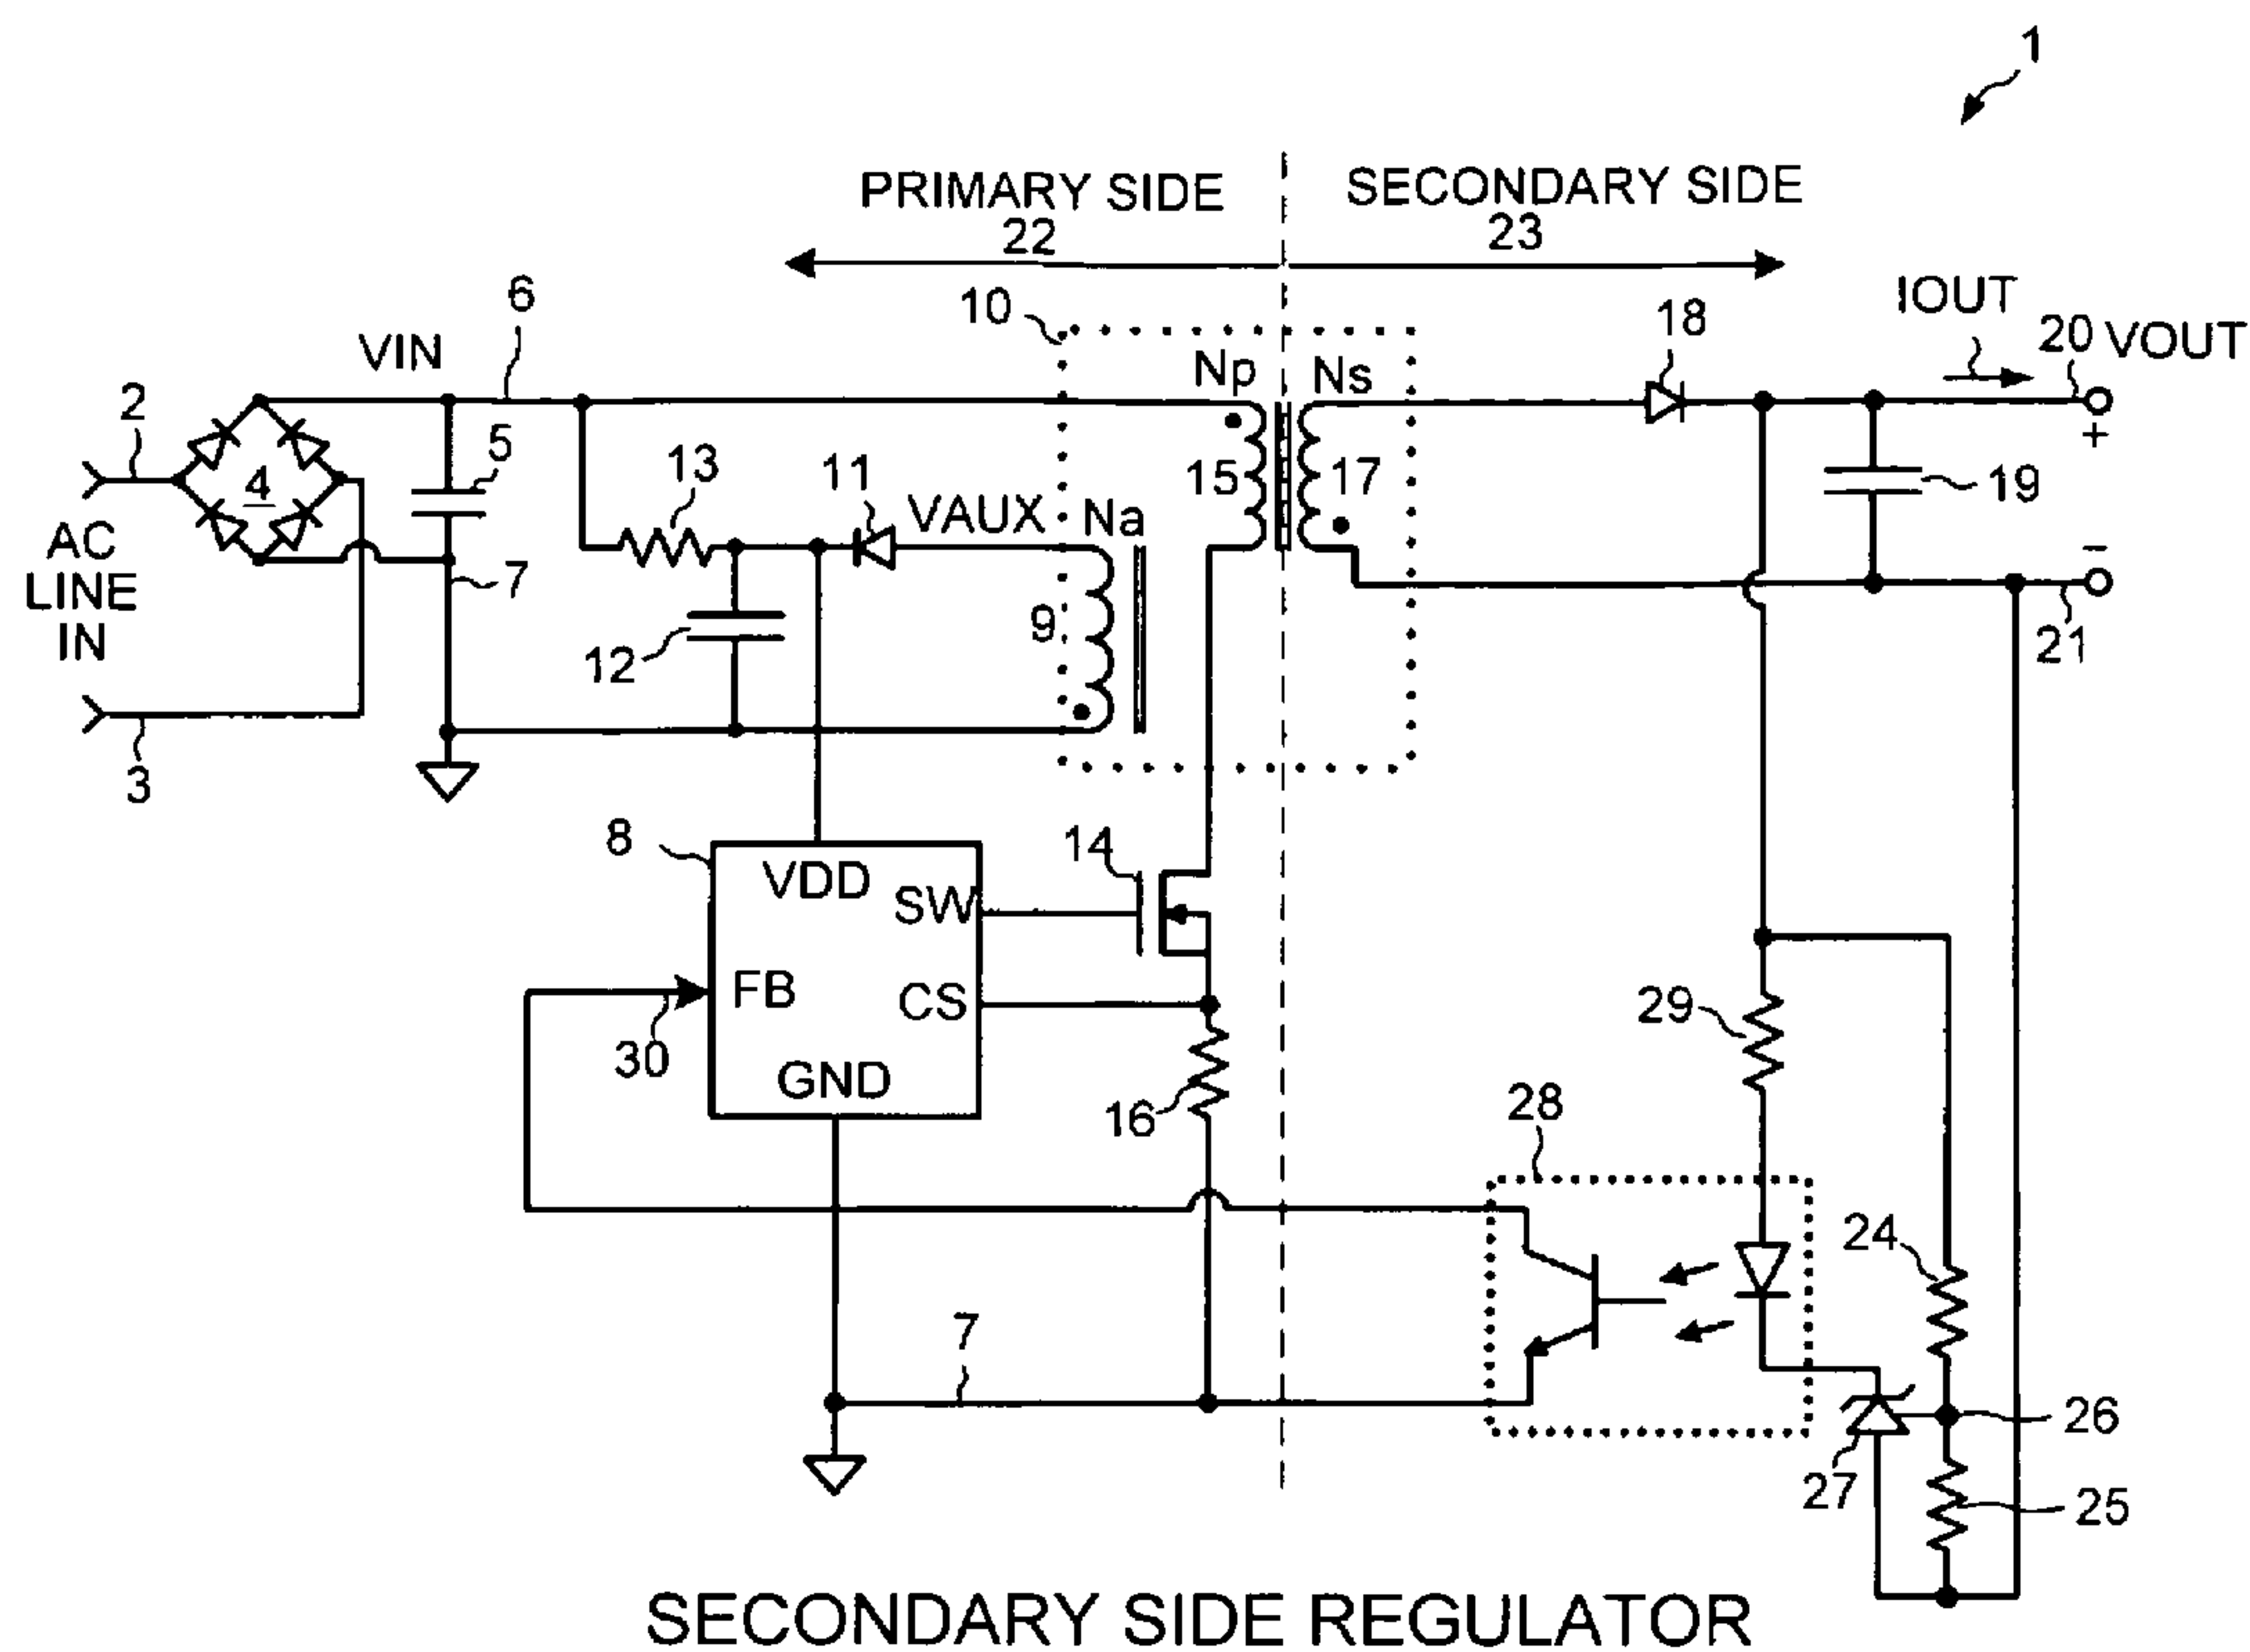 1
PRIMARY SIDE
22
SECONDARY SIDE
23
6
10
IOUT
18
20 VOUT
VIN
Np
Ns
2
+
5
13
11
15
17
4
19
VAUX
Na
AC
LINE
IN
7
−
9
12
21
3
8
14
VDD
SW
FB
CS
29
30
GND
16
28
24
7
26
27
25
SECONDARY SIDE REGULATOR